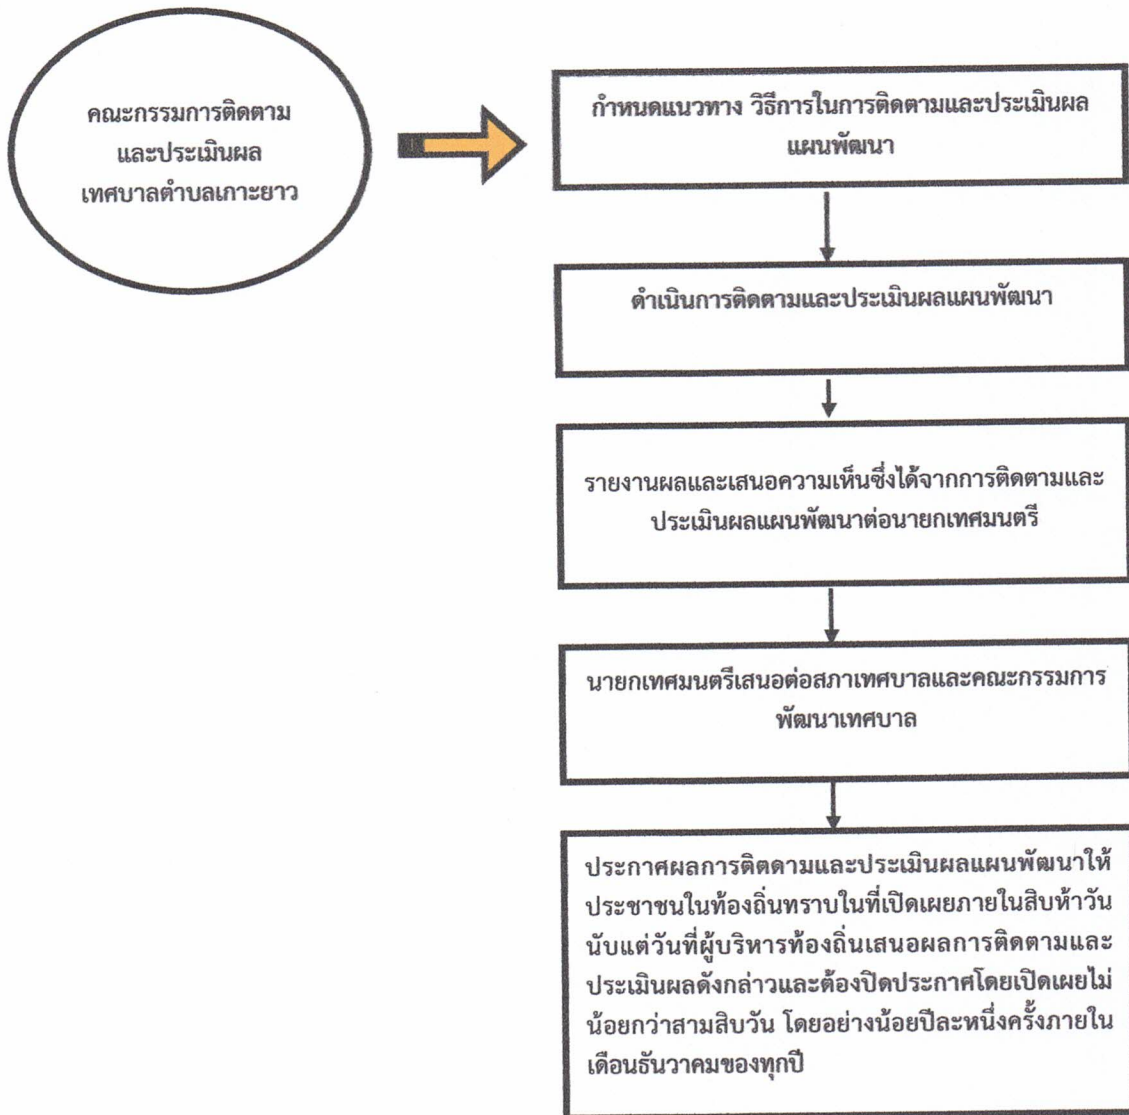 คณะกรรมการติดตาม
และประเมินผล
เทศบาลตำบลเกาะยาว
กำหนดแนวทาง วิธีการในการติดตามและประเมินผล
แผนพัฒนา
ดำเนินการติดตามและประเมินผลแผนพัฒนา
รายงานผลและเสนอความเห็นซึ่งได้จากการติดตามและ
ประเมินผลแผนพัฒนาต่อนายกเทศมนตรี
นายกเทศมนตรีเสนอต่อสภาเทศบาลและคณะกรรมการ
พัฒนาเทศบาล
ประกาศผลการติตดามและประเมินผลแผนพัฒนาให้
ประชาชนในท้องถิ่นทราบในที่เปิดเผยภายในสิบห้าวัน
นับแต่วันที่ผู้บริหารท้องถิ่นเสนอผลการติดตามและ
ประเมินผลดังกล่าวและต้องปิดประกาศโดยเปิดเผยไม่
น้อยกว่าสามสิบวัน โดยอย่างน้อยปีละหนึ่งครั้งภายใน
เดือนธันวาคมของทุกปี